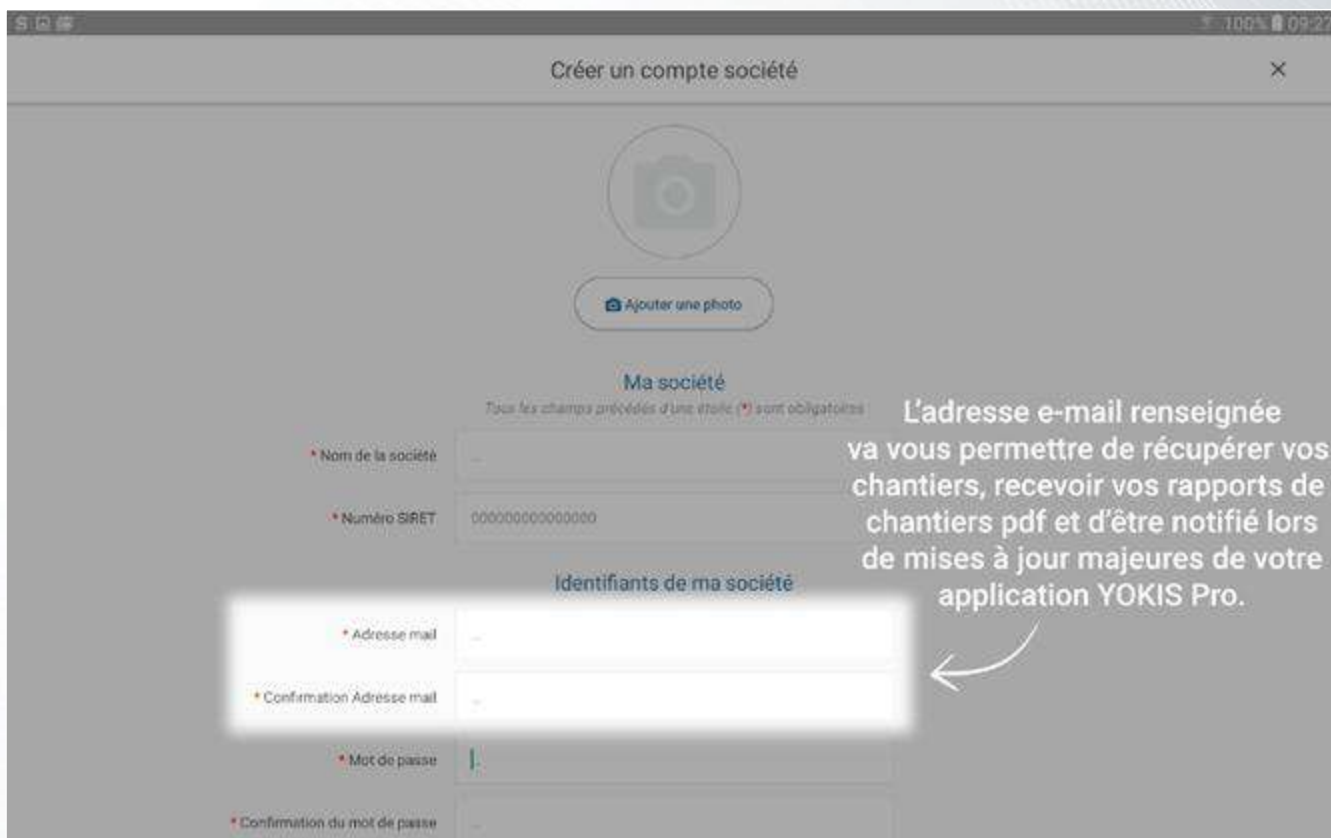 100% 09:27
Créer un compte société
Ajouter une photo
Ma société
Tous les champs précédés d'une étoile (*) sont obligatoires
* Nom de la société
...
* Numéro SIRET
000000000000000
Identifiants de ma société
* Adresse mail
...
* Confirmation Adresse mail
...
* Mot de passe
* Confirmation du mot de passe
...
L'adresse e-mail renseignée
va vous permettre de récupérer vos
chantiers, recevoir vos rapports de
chantiers pdf et d'être notifié lors
de mises à jour majeures de votre
application YOKIS Pro.